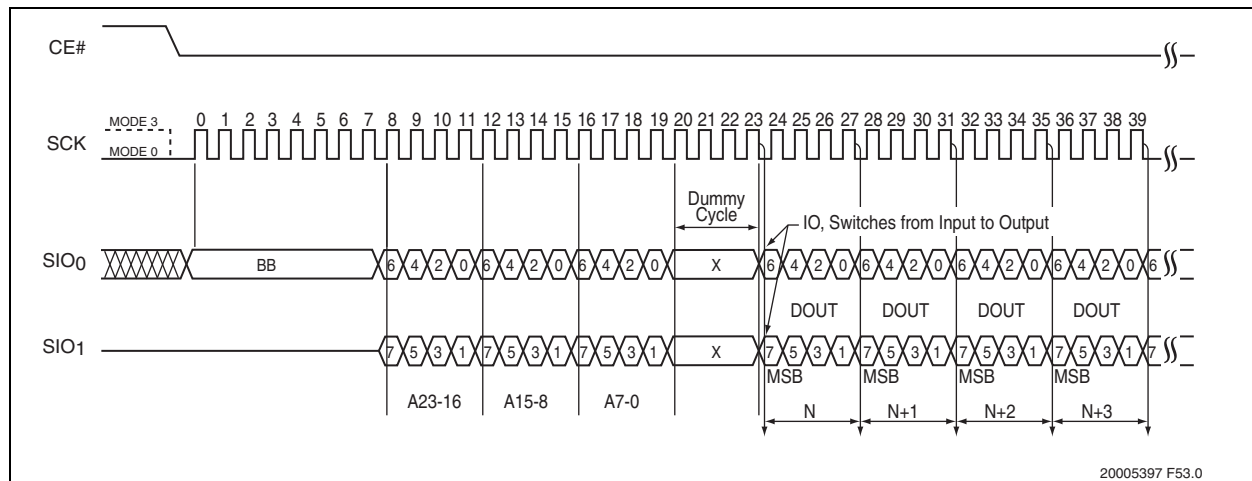 CE#
MODE 3
0 1 2 3 4 5 6 7 8 9 10 11 12 13 14 15 16 17 18 19 20 21 22 23 24 25 26 27 28 29 30 31 32 33 34 35 36 37 38 39
SCK
MODE 0
Dummy
Cycle
IO, Switches from Input to Output
SIO0 BB 6 4 2 0 6 4 2 0 6 4 2 0 X 6 4 2 0 6 4 2 0 6 4 2 0 6 4 2 0 6
DOUT DOUT DOUT DOUT
SIO1 7 5 3 1 7 5 3 1 7 5 3 1 X 7 5 3 1 7 5 3 1 7 5 3 1 7 5 3 1 7
MSB MSB MSB MSB
A23-16 A15-8 A7-0
N N+1 N+2 N+3
20005397 F53.0